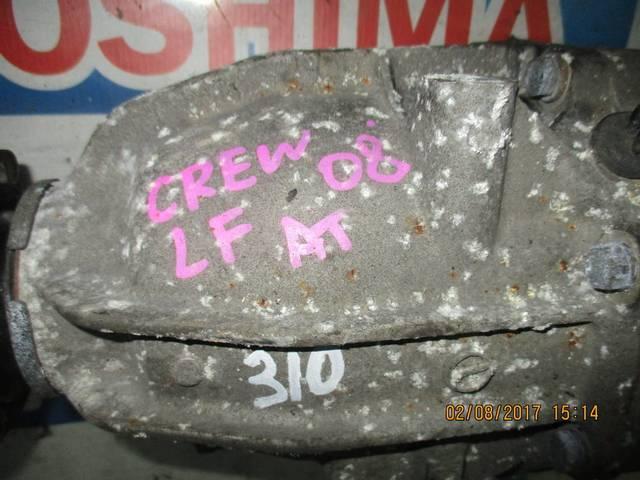 OSHIMA
CREW 08
LF AT
310
02/08/2017 15:14